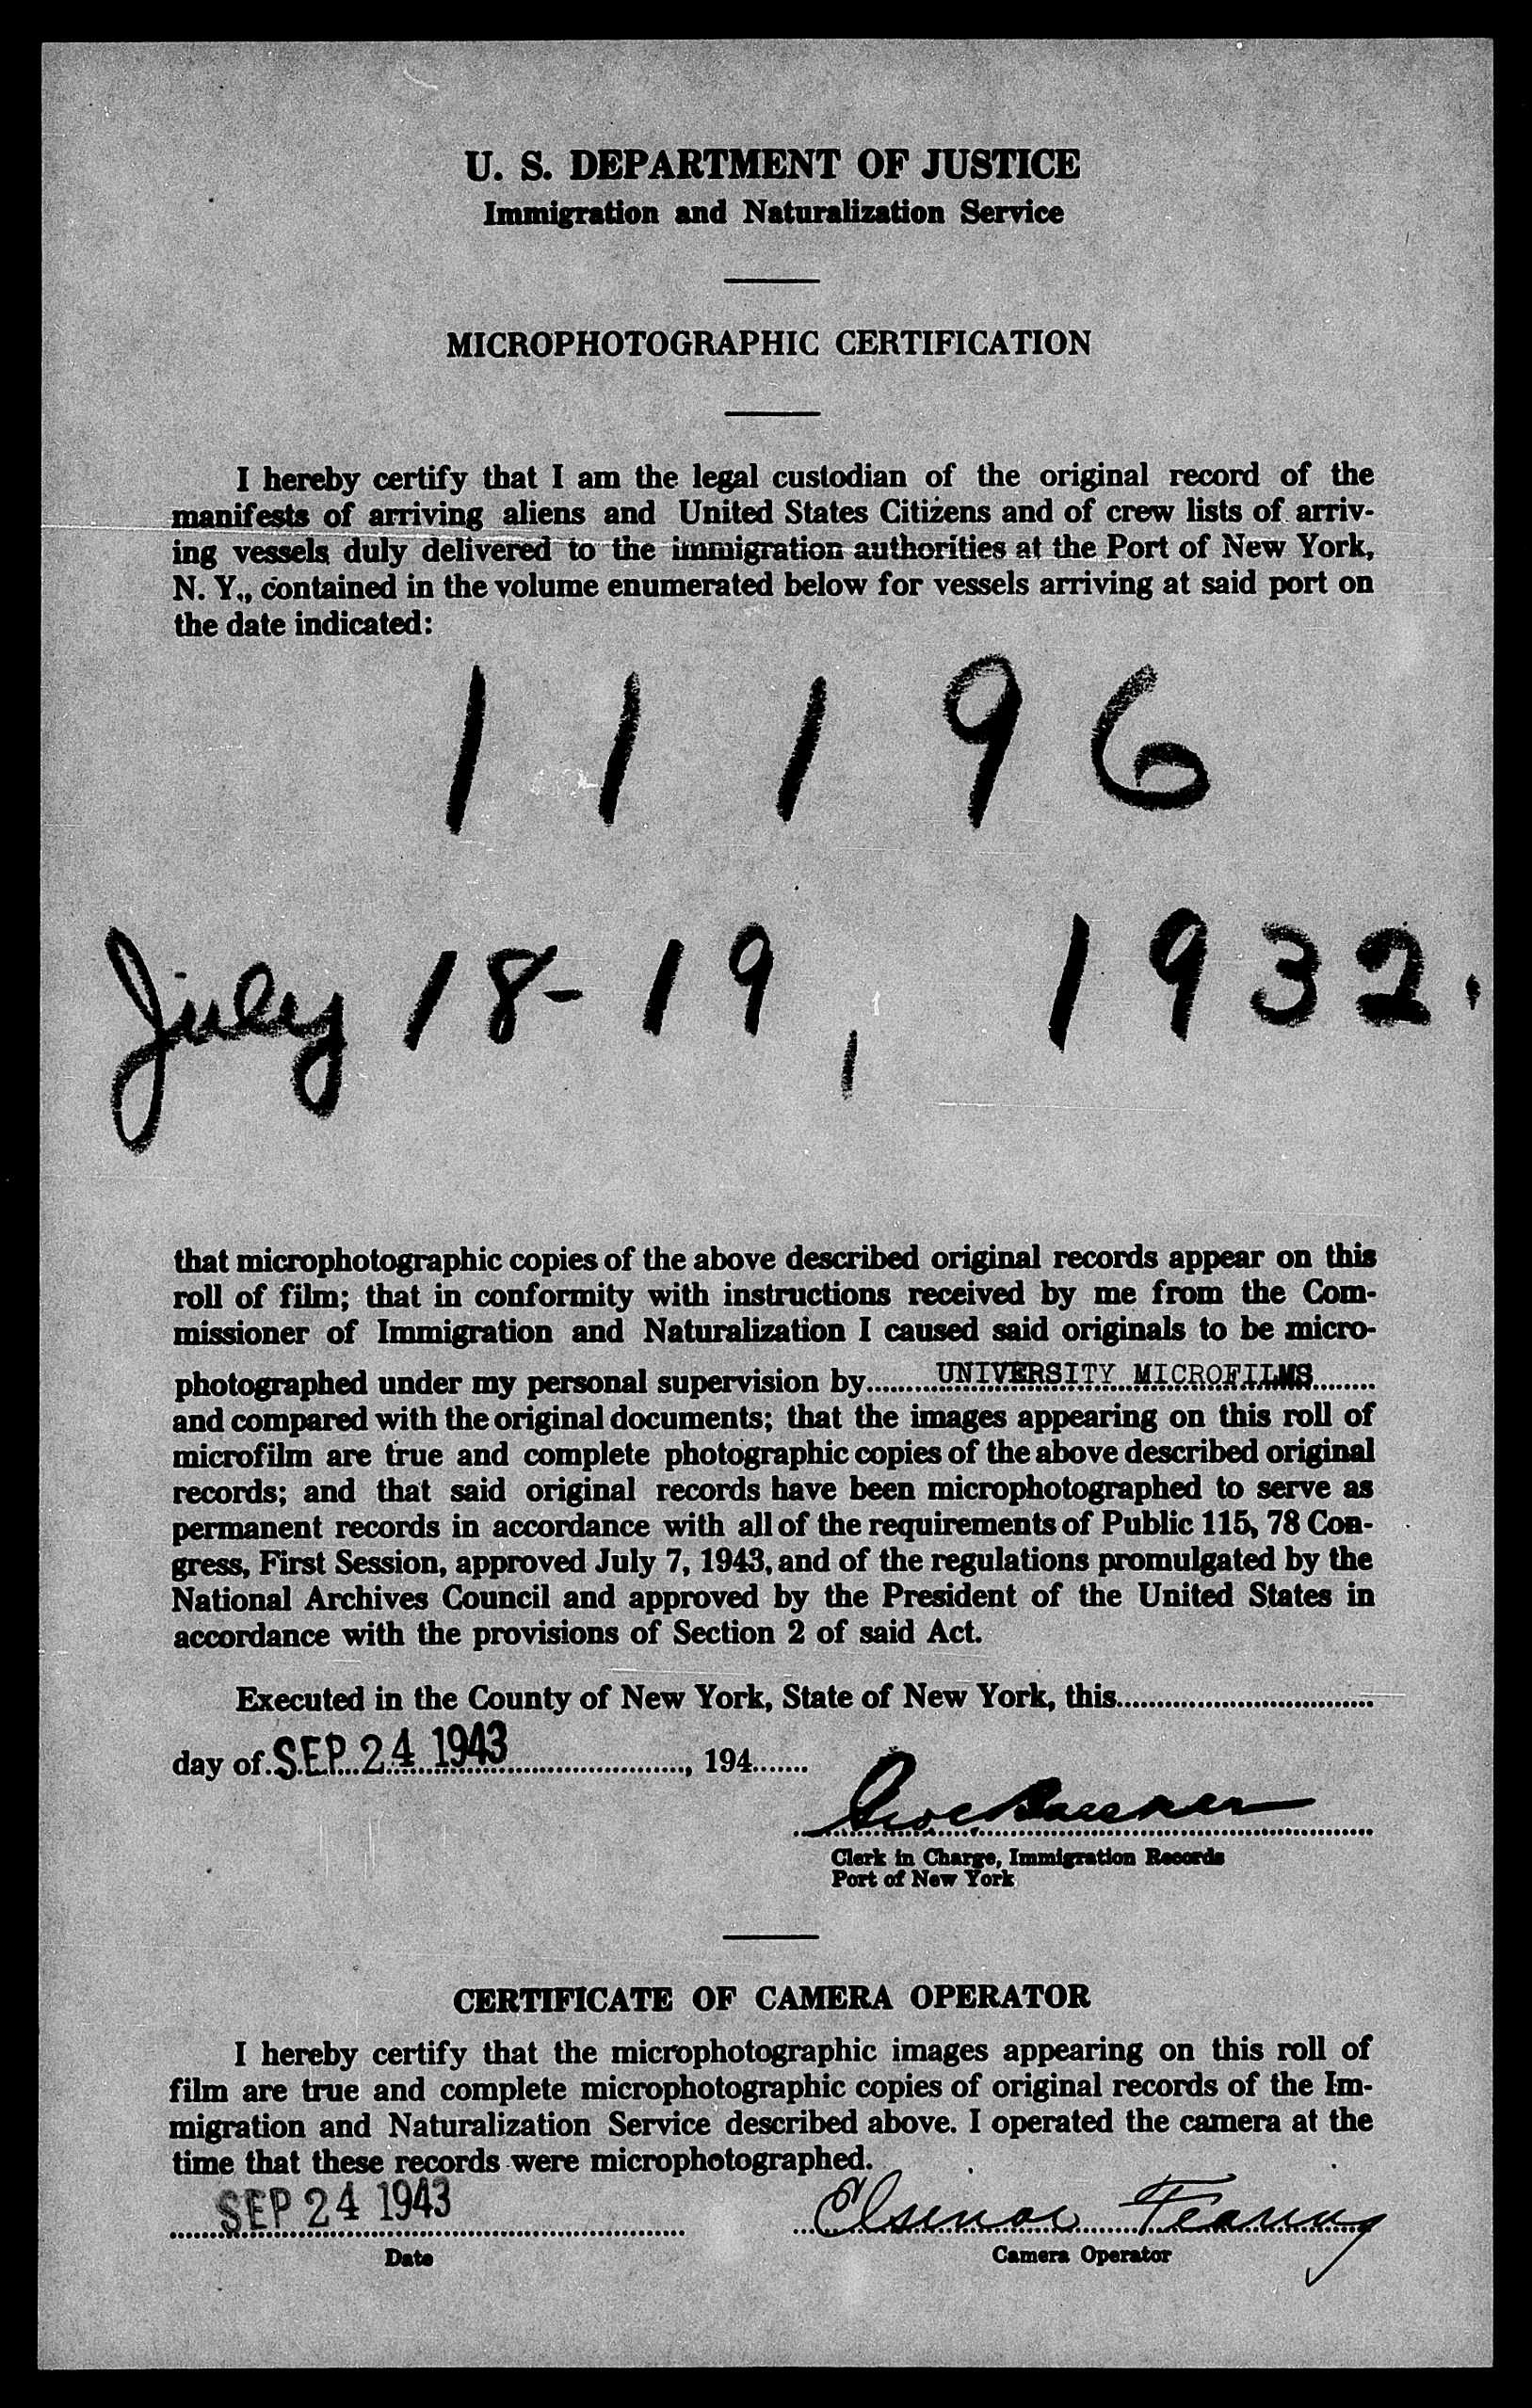 U. S. DEPARTMENT OF JUSTICE
Immigration and Naturalization Service
MICROPHOTOGRAPHIC CERTIFICATION
I hereby certify that I am the legal custodian of the original record of the
manifests of arriving aliens and United States Citizens and of crew lists of arriv-
ing vessels duly delivered to the immigration authorities at the Port of New York,
N. Y., contained in the volume enumerated below for vessels arriving at said port on
the date indicated:
11196
July 18-19, 1932.
that microphotographic copies of the above described original records appear on this
roll of film; that in conformity with instructions received by me from the Com-
missioner of Immigration and Naturalization I caused said originals to be micro-
photographed under my personal supervision by UNIVERSITY MICROFILMS
and compared with the original documents; that the images appearing on this roll of
microfilm are true and complete photographic copies of the above described original
records; and that said original records have been microphotographed to serve as
permanent records in accordance with all of the requirements of Public 115, 78 Con-
gress, First Session, approved July 7, 1943, and of the regulations promulgated by the
National Archives Council and approved by the President of the United States in
accordance with the provisions of Section 2 of said Act.
Executed in the County of New York, State of New York, this
day of SEP 24 1943, 194
Clerk in Charge, Immigration Records
Port of New York
CERTIFICATE OF CAMERA OPERATOR
I hereby certify that the microphotographic images appearing on this roll of
film are true and complete microphotographic copies of original records of the Im-
migration and Naturalization Service described above. I operated the camera at the
time that these records were microphotographed.
SEP 24 1943
Date
Camera Operator